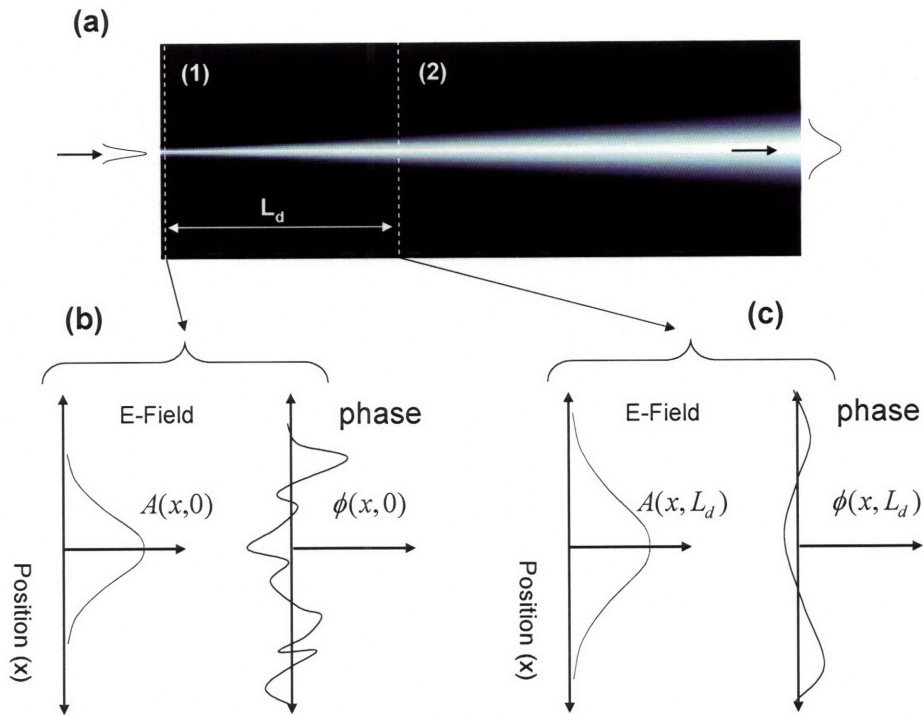 (a)
(1)
(2)
L_d
(b)
(c)
E-Field
phase
A(x,0)
ϕ(x,0)
Position (x)
E-Field
phase
A(x, L_d)
ϕ(x, L_d)
Position (x)